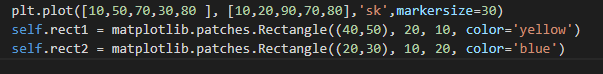 plt.plot([10,50,70,30,80 ], [10,20,90,70,80],'sk',markersize=30)
self.rect1 = matplotlib.patches.Rectangle((40,50), 20, 10, color='yellow')
self.rect2 = matplotlib.patches.Rectangle((20,30), 10, 20, color='blue')